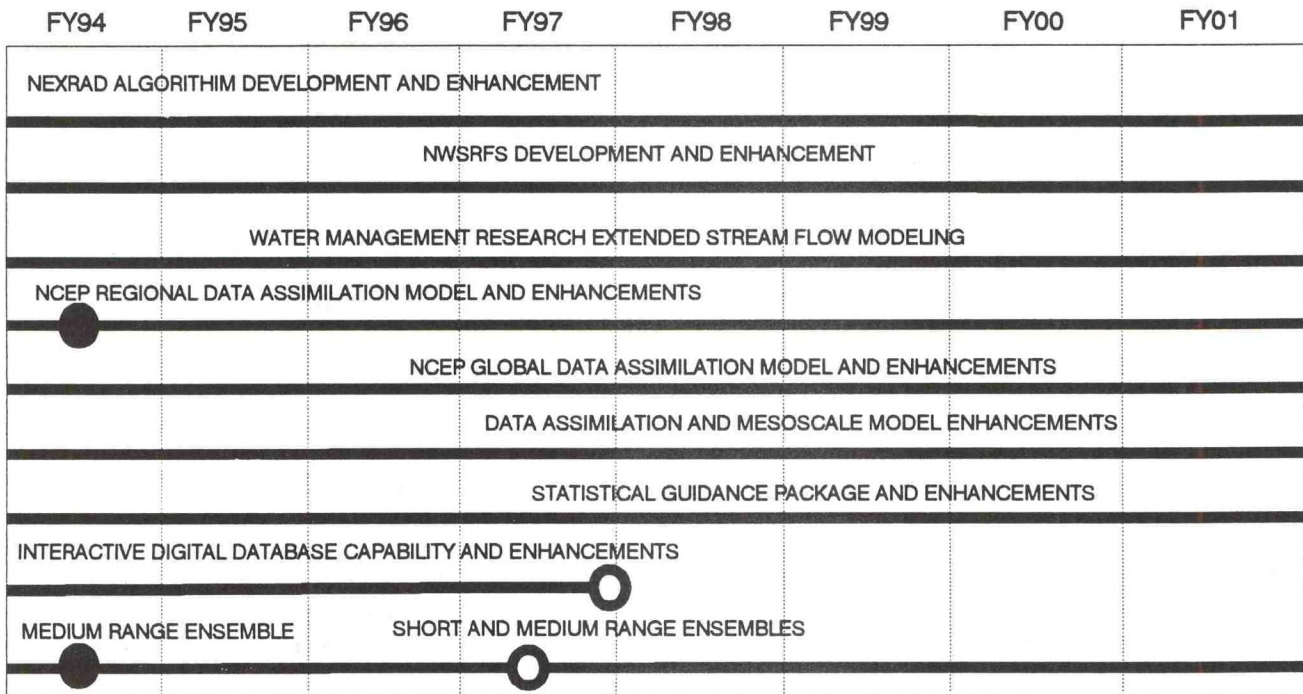 FY94 FY95 FY96 FY97 FY98 FY99 FY00 FY01
NEXRAD ALGORITHIM DEVELOPMENT AND ENHANCEMENT
NWSRFS DEVELOPMENT AND ENHANCEMENT
WATER MANAGEMENT RESEARCH EXTENDED STREAM FLOW MODELING
NCEP REGIONAL DATA ASSIMILATION MODEL AND ENHANCEMENTS
NCEP GLOBAL DATA ASSIMILATION MODEL AND ENHANCEMENTS
DATA ASSIMILATION AND MESOSCALE MODEL ENHANCEMENTS
STATISTICAL GUIDANCE PACKAGE AND ENHANCEMENTS
INTERACTIVE DIGITAL DATABASE CAPABILITY AND ENHANCEMENTS
MEDIUM RANGE ENSEMBLE SHORT AND MEDIUM RANGE ENSEMBLES